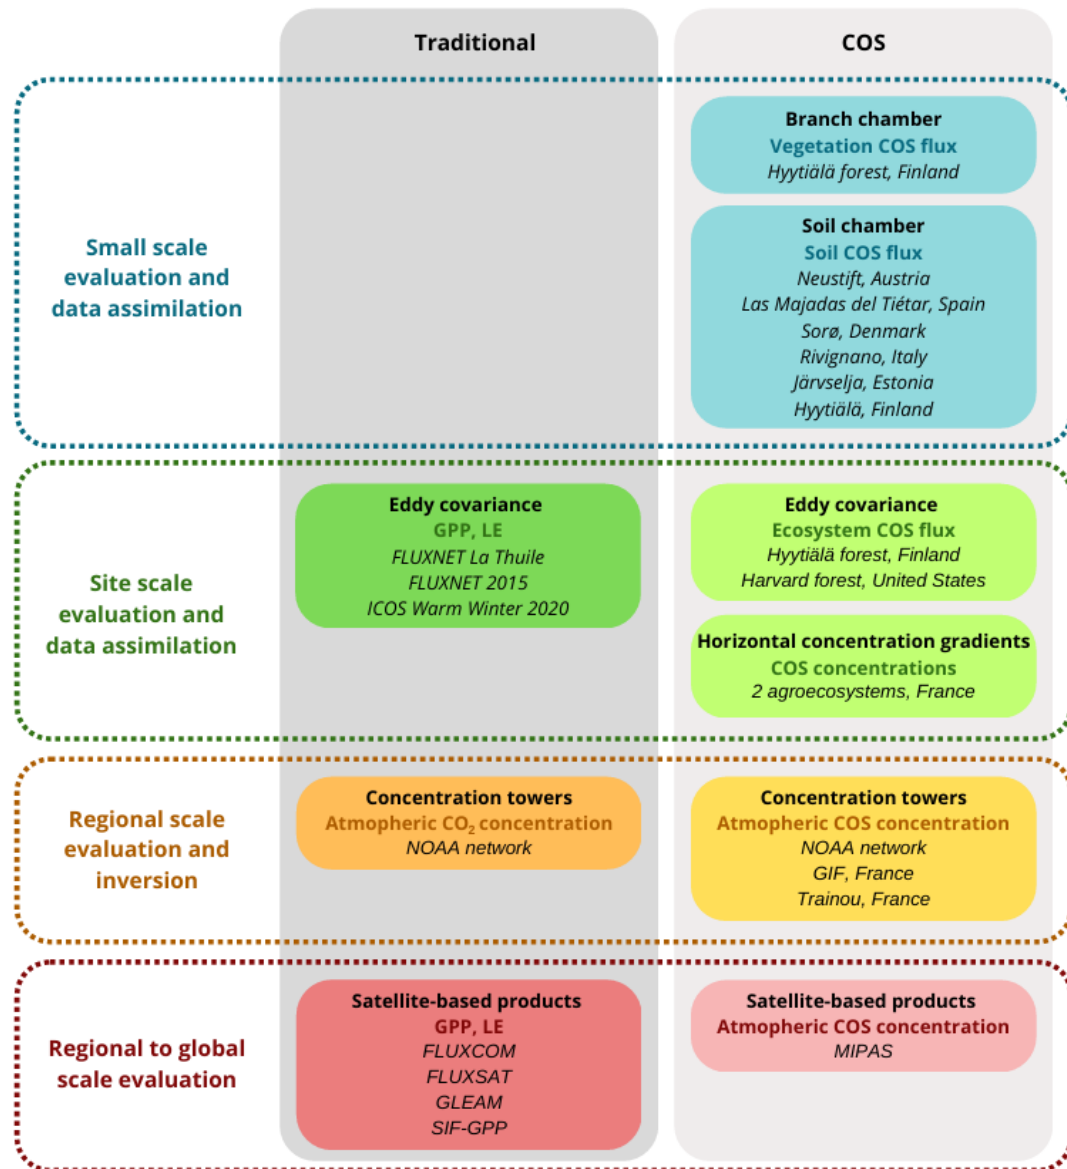 Traditional
COS
Small scale
evaluation and
data assimilation
Branch chamber
Vegetation COS flux
Hyytiälä forest, Finland
Soil chamber
Soil COS flux
Neustift, Austria
Las Majadas del Tiétar, Spain
Sorø, Denmark
Rivignano, Italy
Järvselja, Estonia
Hyytiälä, Finland
Site scale
evaluation and
data assimilation
Eddy covariance
GPP, LE
FLUXNET La Thuile
FLUXNET 2015
ICOS Warm Winter 2020
Eddy covariance
Ecosystem COS flux
Hyytiälä forest, Finland
Harvard forest, United States
Horizontal concentration gradients
COS concentrations
2 agroecosystems, France
Regional scale
evaluation and
inversion
Concentration towers
Atmopheric CO₂ concentration
NOAA network
Concentration towers
Atmopheric COS concentration
NOAA network
GIF, France
Trainou, France
Regional to global
scale evaluation
Satellite-based products
GPP, LE
FLUXCOM
FLUXSAT
GLEAM
SIF-GPP
Satellite-based products
Atmopheric COS concentration
MIPAS